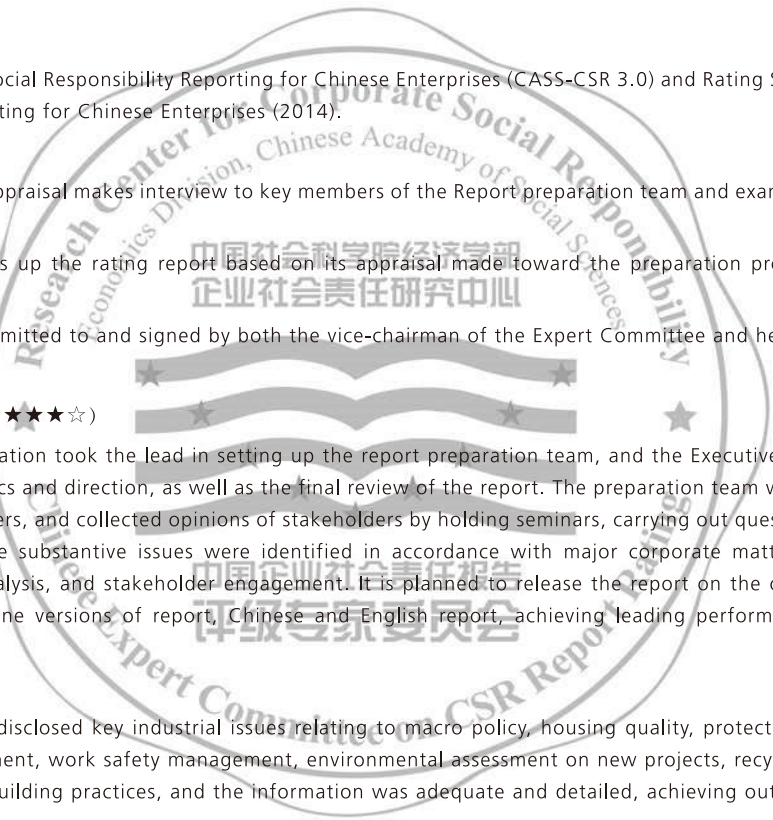 ocial Responsibility Reporting for Chinese Enterprises (CASS-CSR 3.0) and Rating S
ting for Chinese Enterprises (2014).
ppraisal makes interview to key members of the Report preparation team and exar
s up the rating report based on its appraisal made toward the preparation pro
mitted to and signed by both the vice-chairman of the Expert Committee and he
★★★☆)
ation took the lead in setting up the report preparation team, and the Executive
cs and direction, as well as the final review of the report. The preparation team v
ers, and collected opinions of stakeholders by holding seminars, carrying out ques
e substantive issues were identified in accordance with major corporate matt
alysis, and stakeholder engagement. It is planned to release the report on the o
ne versions of report, Chinese and English report, achieving leading perform
disclosed key industrial issues relating to macro policy, housing quality, protect
nent, work safety management, environmental assessment on new projects, recy
uilding practices, and the information was adequate and detailed, achieving out
Research Center for Corporate Social Responsibility
Economics Division, Chinese Academy of Social Sciences
中国社会科学院经济学部
企业社会责任研究中心
中国企业社会责任报告
评级专家委员会
Chinese Expert Committee on CSR Report Rating